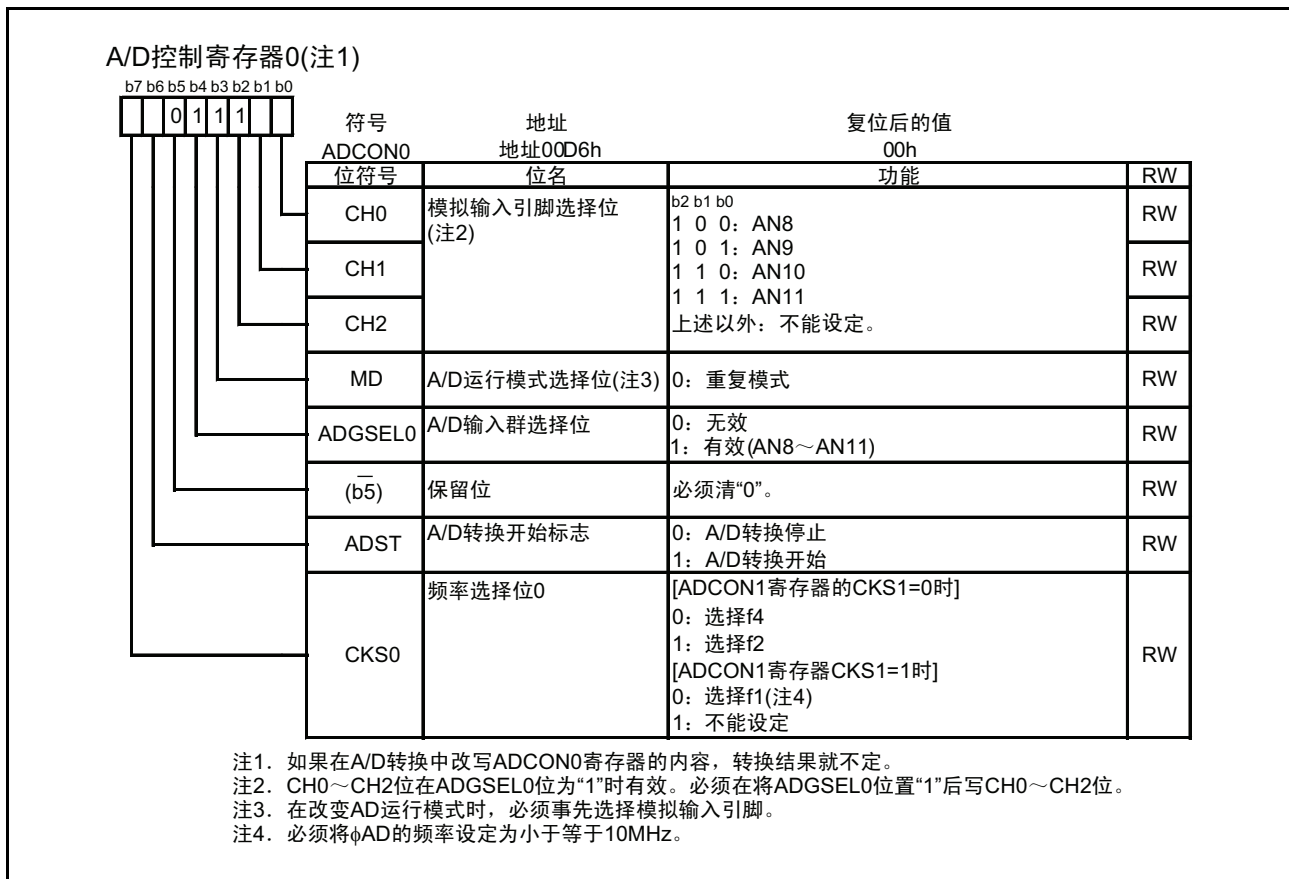 A/D控制寄存器0(注1)
b7 b6 b5 b4 b3 b2 b1 b0
0 1 1 1
符号 地址 复位后的值
ADCON0 地址00D6h 00h
位符号 位名 功能 RW
CH0 模拟输入引脚选择位 b2 b1 b0 RW
(注2) 1 0 0：AN8
1 0 1：AN9
CH1 1 1 0：AN10 RW
1 1 1：AN11
CH2 上述以外：不能设定。 RW
MD A/D运行模式选择位(注3) 0：重复模式 RW
ADGSEL0 A/D输入群选择位 0：无效 RW
1：有效(AN8～AN11)
(b5) 保留位 必须清“0”。 RW
ADST A/D转换开始标志 0：A/D转换停止 RW
1：A/D转换开始
频率选择位0 [ADCON1寄存器的CKS1=0时]
0：选择f4
1：选择f2
CKS0 [ADCON1寄存器CKS1=1时] RW
0：选择f1(注4)
1：不能设定
注1．如果在A/D转换中改写ADCON0寄存器的内容，转换结果就不定。
注2．CH0～CH2位在ADGSEL0位为“1”时有效。必须在将ADGSEL0位置“1”后写CH0～CH2位。
注3．在改变AD运行模式时，必须事先选择模拟输入引脚。
注4．必须将ϕAD的频率设定为小于等于10MHz。